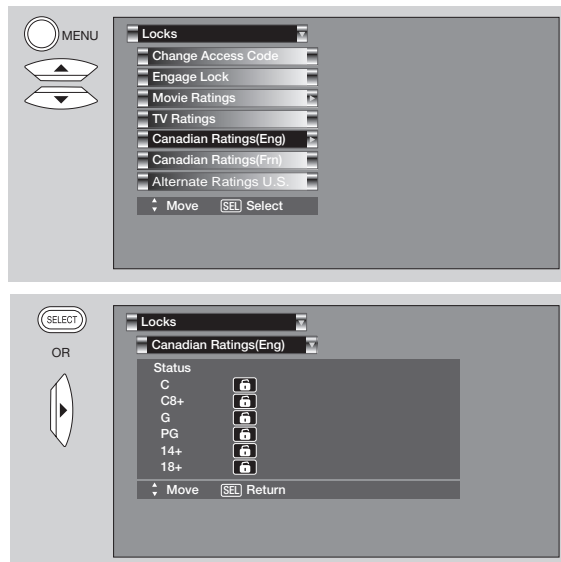 MENU
Locks
Change Access Code
Engage Lock
Movie Ratings
TV Ratings
Canadian Ratings(Eng)
Canadian Ratings(Frn)
Alternate Ratings U.S.
Move SEL Select
SELECT
OR
Locks
Canadian Ratings(Eng)
Status
C
C8+
G
PG
14+
18+
Move SEL Return